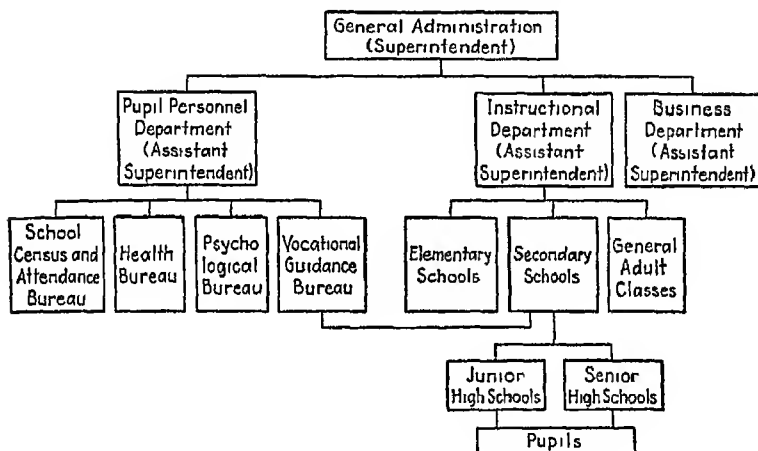 General Administration
(Superintendent)
Pupil Personnel
Department
(Assistant
Superintendent)
Instructional
Department
(Assistant
Superintendent)
Business
Department
(Assistant
Superintendent)
School
Census and
Attendance
Bureau
Health
Bureau
Psycho
logical
Bureau
Vocational
Guidance
Bureau
Elementary
Schools
Secondary
Schools
General
Adult
Classes
Junior
High Schools
Senior
High Schools
Pupils